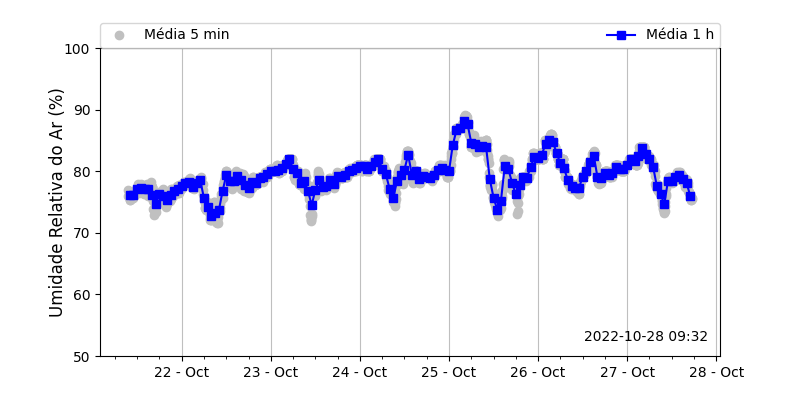 Média 5 min Média 1 h
100
90
80
70
60
50
Umidade Relativa do Ar (%)
2022-10-28 09:32
22 - Oct 23 - Oct 24 - Oct 25 - Oct 26 - Oct 27 - Oct 28 - Oct